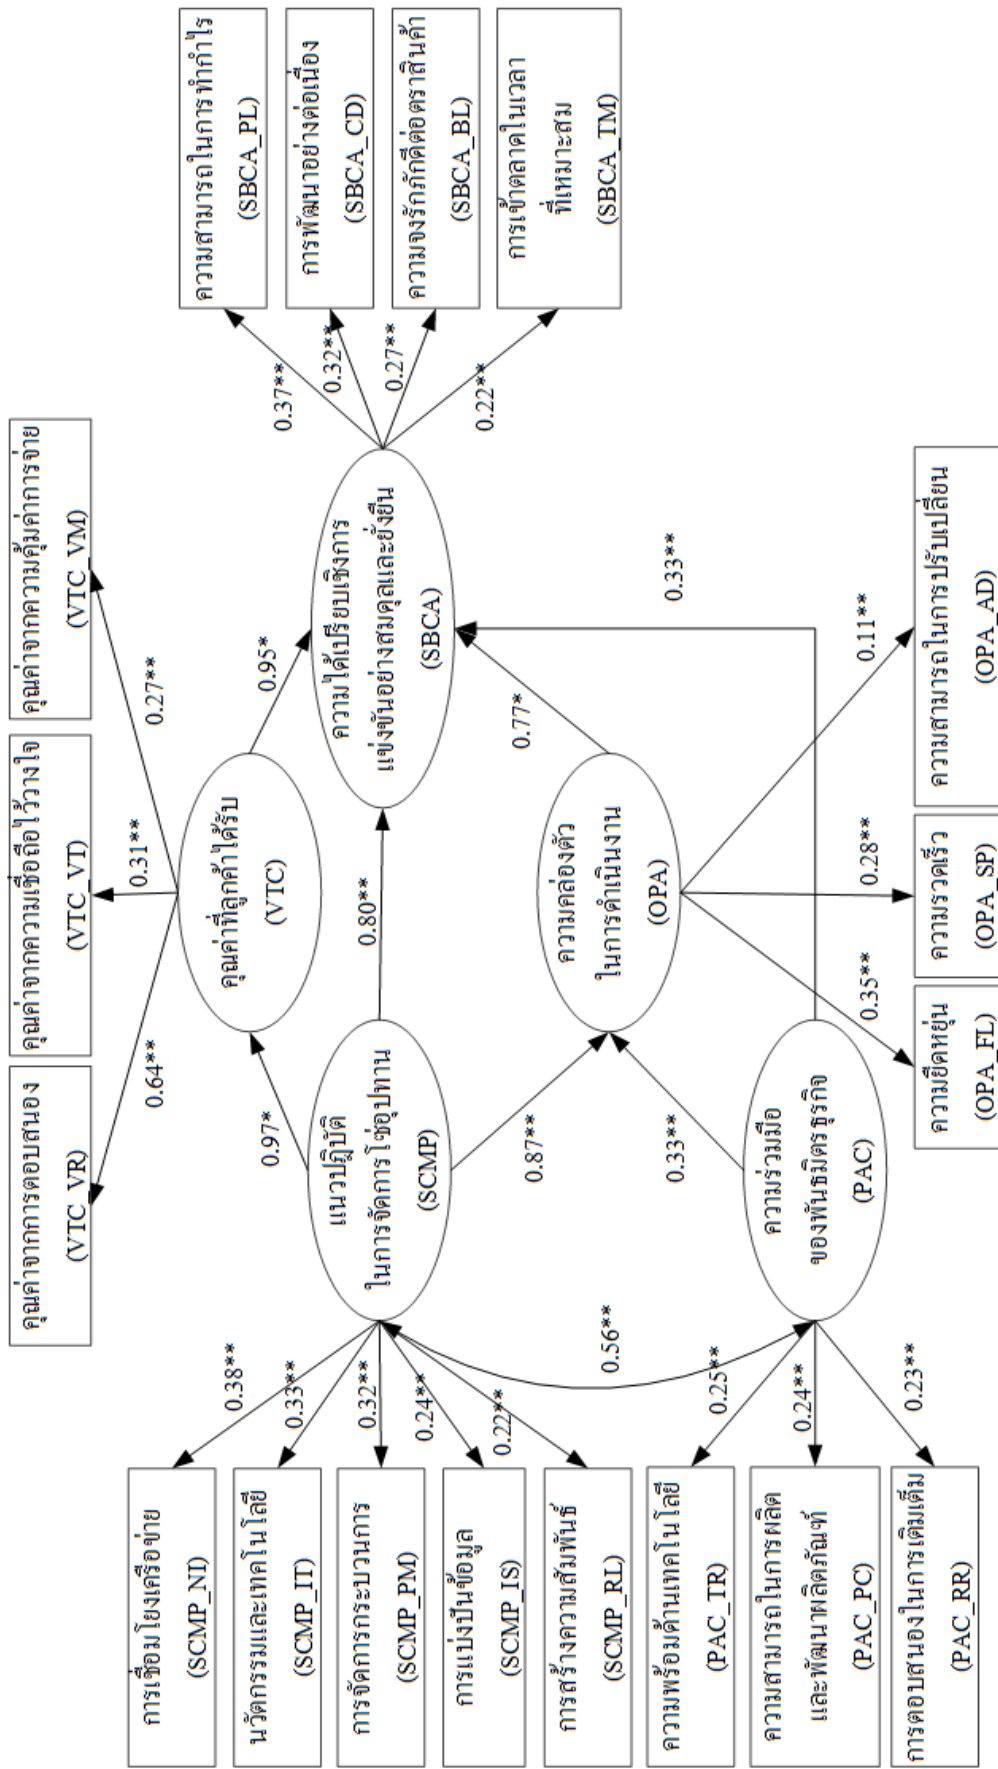 คุณค่าจากการตอบสนอง
(VTC_VR)
คุณค่าจากความเชื่อถือไว้วางใจ
(VTC_VT)
คุณค่าจากความคุ้มค่าการจ่าย
(VTC_VM)
0.64**
0.31**
0.27**
คุณค่าที่ลูกค้าได้รับ
(VTC)
การเชื่อมโยงเครือข่าย
(SCMP_NI)
นวัตกรรมและเทคโนโลยี
(SCMP_IT)
การจัดการกระบวนการ
(SCMP_PM)
การแบ่งปันข้อมูล
(SCMP_IS)
การสร้างความสัมพันธ์
(SCMP_RL)
0.38**
0.33**
0.32**
0.24**
0.22**
แนวปฏิบัติ
ในการจัดการโซ่อุปทาน
(SCMP)
0.97*
0.80**
0.87**
0.95*
ความได้เปรียบเชิงการ
แข่งขันอย่างสมดุลและยั่งยืน
(SBCA)
0.37**
0.32**
0.27**
0.22**
ความสามารถในการทำกำไร
(SBCA_PL)
การพัฒนาอย่างต่อเนื่อง
(SBCA_CD)
ความจงรักภักดีต่อตราสินค้า
(SBCA_BL)
การเข้าตลาดในเวลา
ที่เหมาะสม
(SBCA_TM)
0.56**
0.33**
0.77*
0.33**
ความคล่องตัว
ในการดำเนินงาน
(OPA)
ความพร้อมด้านเทคโนโลยี
(PAC_TR)
ความสามารถในการผลิต
และพัฒนาผลิตภัณฑ์
(PAC_PC)
การตอบสนองในการเติมเต็ม
(PAC_RR)
0.25**
0.24**
0.23**
ความร่วมมือ
ของพันธมิตรธุรกิจ
(PAC)
0.35**
0.28**
0.11**
ความยืดหยุ่น
(OPA_FL)
ความรวดเร็ว
(OPA_SP)
ความสามารถในการปรับเปลี่ยน
(OPA_AD)